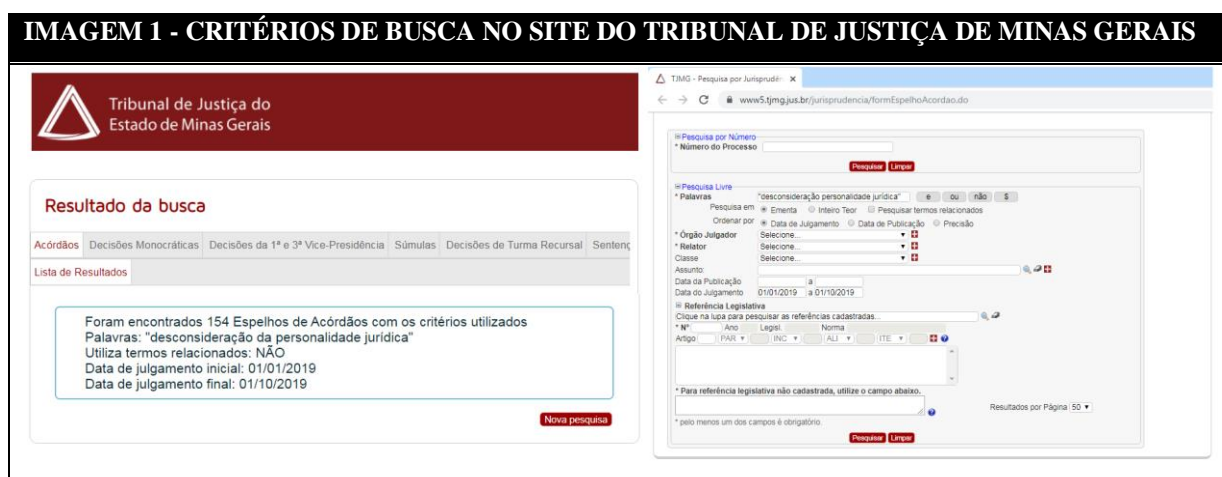 IMAGEM 1 - CRITÉRIOS DE BUSCA NO SITE DO TRIBUNAL DE JUSTIÇA DE MINAS GERAIS
Tribunal de Justiça do
Estado de Minas Gerais
Resultado da busca
Acórdãos Decisões Monocráticas Decisões da 1ª e 3ª Vice-Presidência Súmulas Decisões de Turma Recursal Sentenç
Lista de Resultados
Foram encontrados 154 Espelhos de Acórdãos com os critérios utilizados
Palavras: "desconsideração da personalidade jurídica"
Utiliza termos relacionados: NÃO
Data de julgamento inicial: 01/01/2019
Data de julgamento final: 01/10/2019
Nova pesquisa
TJMG - Pesquisa por Jurisprudên
www5.tjmg.jus.br/jurisprudencia/formEspelhoAcordao.do
Pesquisa por Número
* Número do Processo
Pesquisar Limpar
Pesquisa Livre
* Palavras "desconsideração personalidade jurídica" e ou não $
Pesquisa em Ementa Inteiro Teor Pesquisar termos relacionados
Ordenar por Data de Julgamento Data de Publicação Precisão
* Órgão Julgador Selecione...
* Relator Selecione...
Classe Selecione...
Assunto:
Data da Publicação a
Data do Julgamento 01/01/2019 a 01/10/2019
Referência Legislativa
Clique na lupa para pesquisar as referências cadastradas...
* Nº Ano Legisl. Norma
Artigo PAR INC ALI ITE
* Para referência legislativa não cadastrada, utilize o campo abaixo.
Resultados por Página 50
* pelo menos um dos campos é obrigatório.
Pesquisar Limpar